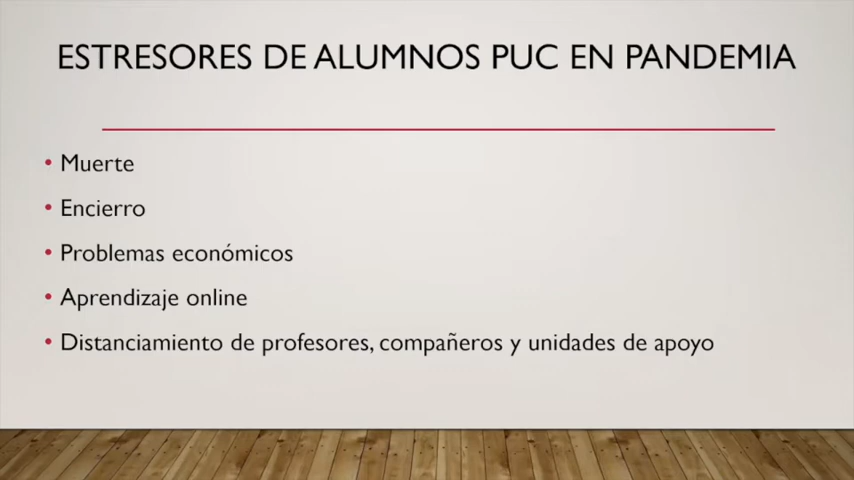 ESTRESORES DE ALUMNOS PUC EN PANDEMIA
• Muerte
• Encierro
• Problemas económicos
• Aprendizaje online
• Distanciamiento de profesores, compañeros y unidades de apoyo